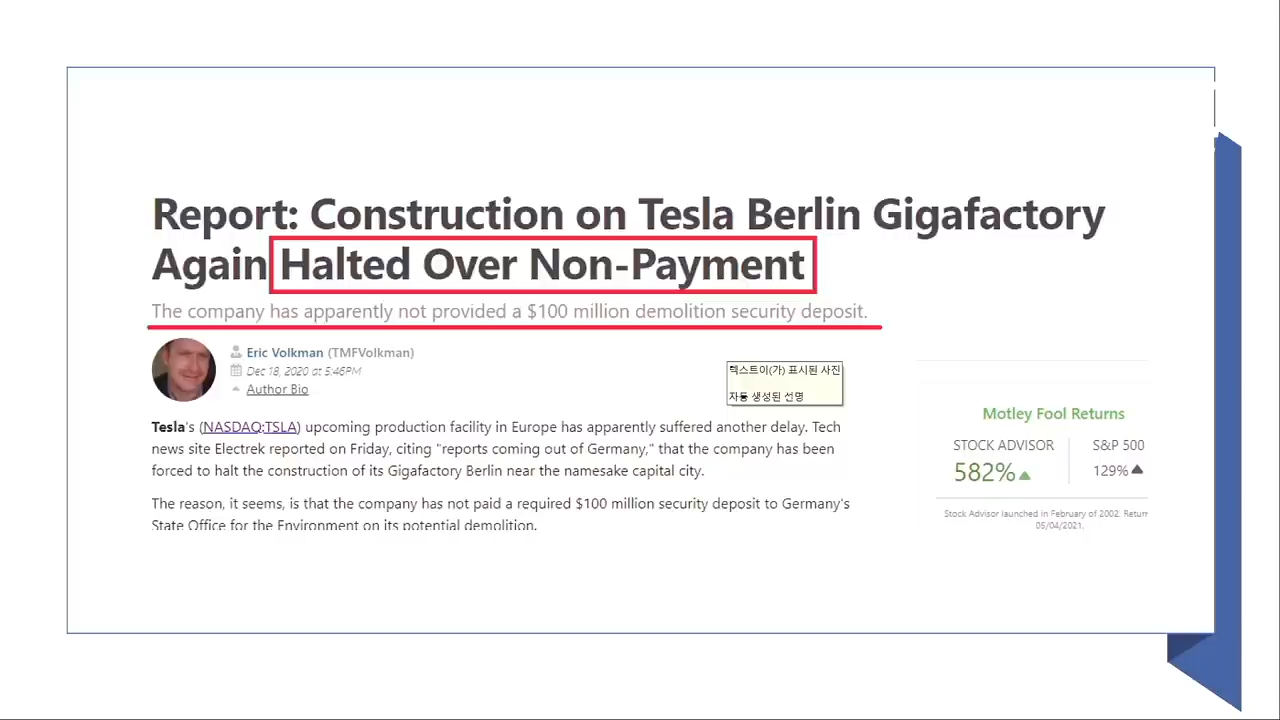 Report: Construction on Tesla Berlin Gigafactory
Again Halted Over Non-Payment
The company has apparently not provided a $100 million demolition security deposit.
Eric Volkman (TMFVolkman)
Dec 18, 2020 at 5:46PM
Author Bio
텍스트이(가) 표시된 사진
자동 생성된 선명
Tesla's (NASDAQ:TSLA) upcoming production facility in Europe has apparently suffered another delay. Tech
news site Electrek reported on Friday, citing "reports coming out of Germany," that the company has been
forced to halt the construction of its Gigafactory Berlin near the namesake capital city.
The reason, it seems, is that the company has not paid a required $100 million security deposit to Germany's
State Office for the Environment on its potential demolition.
Motley Fool Returns
STOCK ADVISOR
S&P 500
582%
129%
Stock Advisor launched in February of 2002. Returr
05/04/2021.